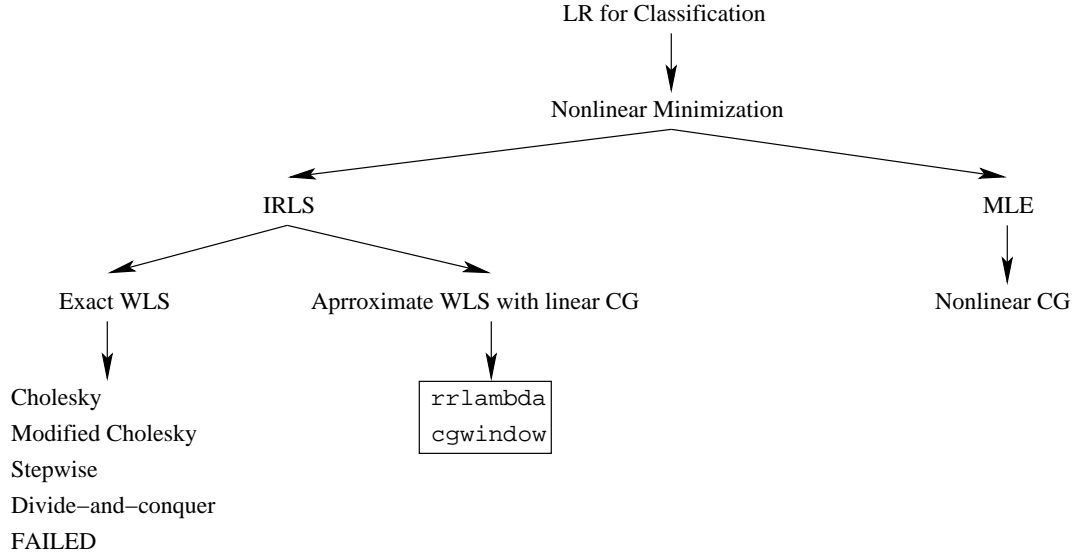 LR for Classification
Nonlinear Minimization
IRLS
MLE
Exact WLS
Aprroximate WLS with linear CG
Nonlinear CG
Cholesky
Modified Cholesky
Stepwise
Divide−and−conquer
FAILED
rrlambda
cgwindow